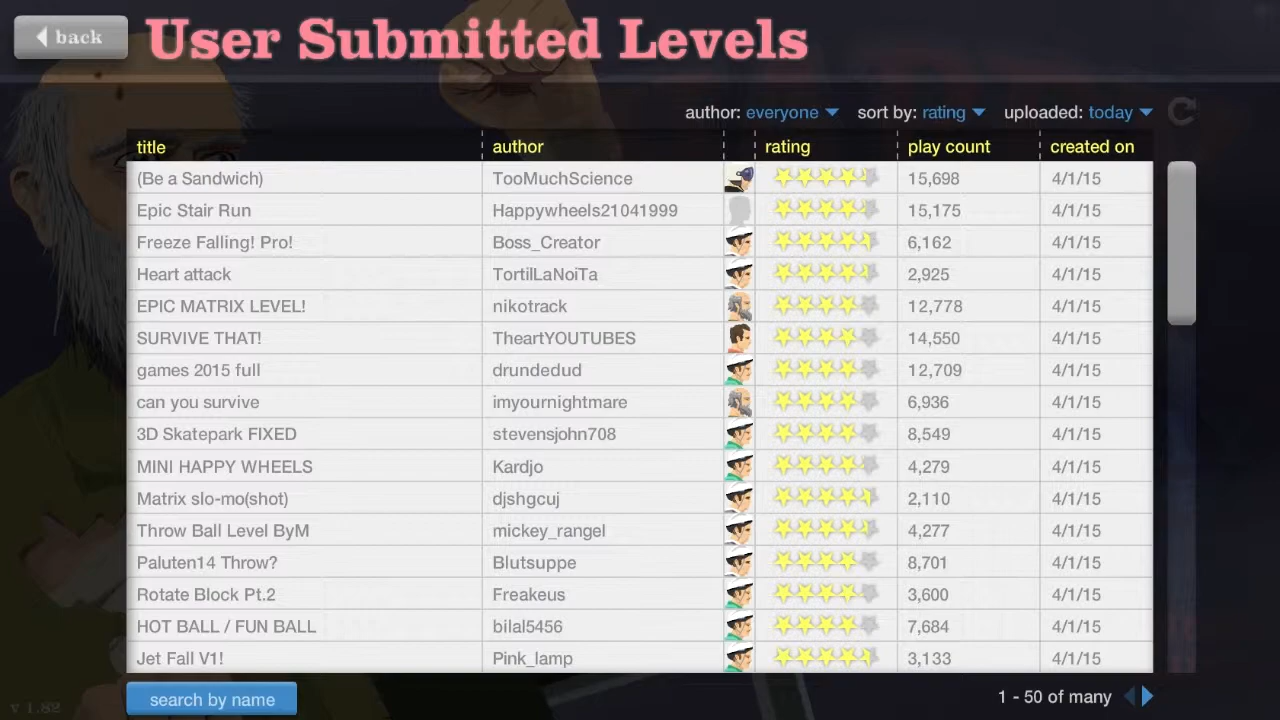 back
User Submitted Levels
author: everyone sort by: rating uploaded: today
title author rating play count created on
(Be a Sandwich) TooMuchScience 15,698 4/1/15
Epic Stair Run Happywheels21041999 15,175 4/1/15
Freeze Falling! Pro! Boss_Creator 6,162 4/1/15
Heart attack TortilLaNoiTa 2,925 4/1/15
EPIC MATRIX LEVEL! nikotrack 12,778 4/1/15
SURVIVE THAT! TheartYOUTUBES 14,550 4/1/15
games 2015 full drundedud 12,709 4/1/15
can you survive imyournightmare 6,936 4/1/15
3D Skatepark FIXED stevensjohn708 8,549 4/1/15
MINI HAPPY WHEELS Kardjo 4,279 4/1/15
Matrix slo-mo(shot) djshgcuj 2,110 4/1/15
Throw Ball Level ByM mickey_rangel 4,277 4/1/15
Paluten14 Throw? Blutsuppe 8,701 4/1/15
Rotate Block Pt.2 Freakeus 3,600 4/1/15
HOT BALL / FUN BALL bilal5456 7,684 4/1/15
Jet Fall V1! Pink_lamp 3,133 4/1/15
search by name 1 - 50 of many
v 1.82